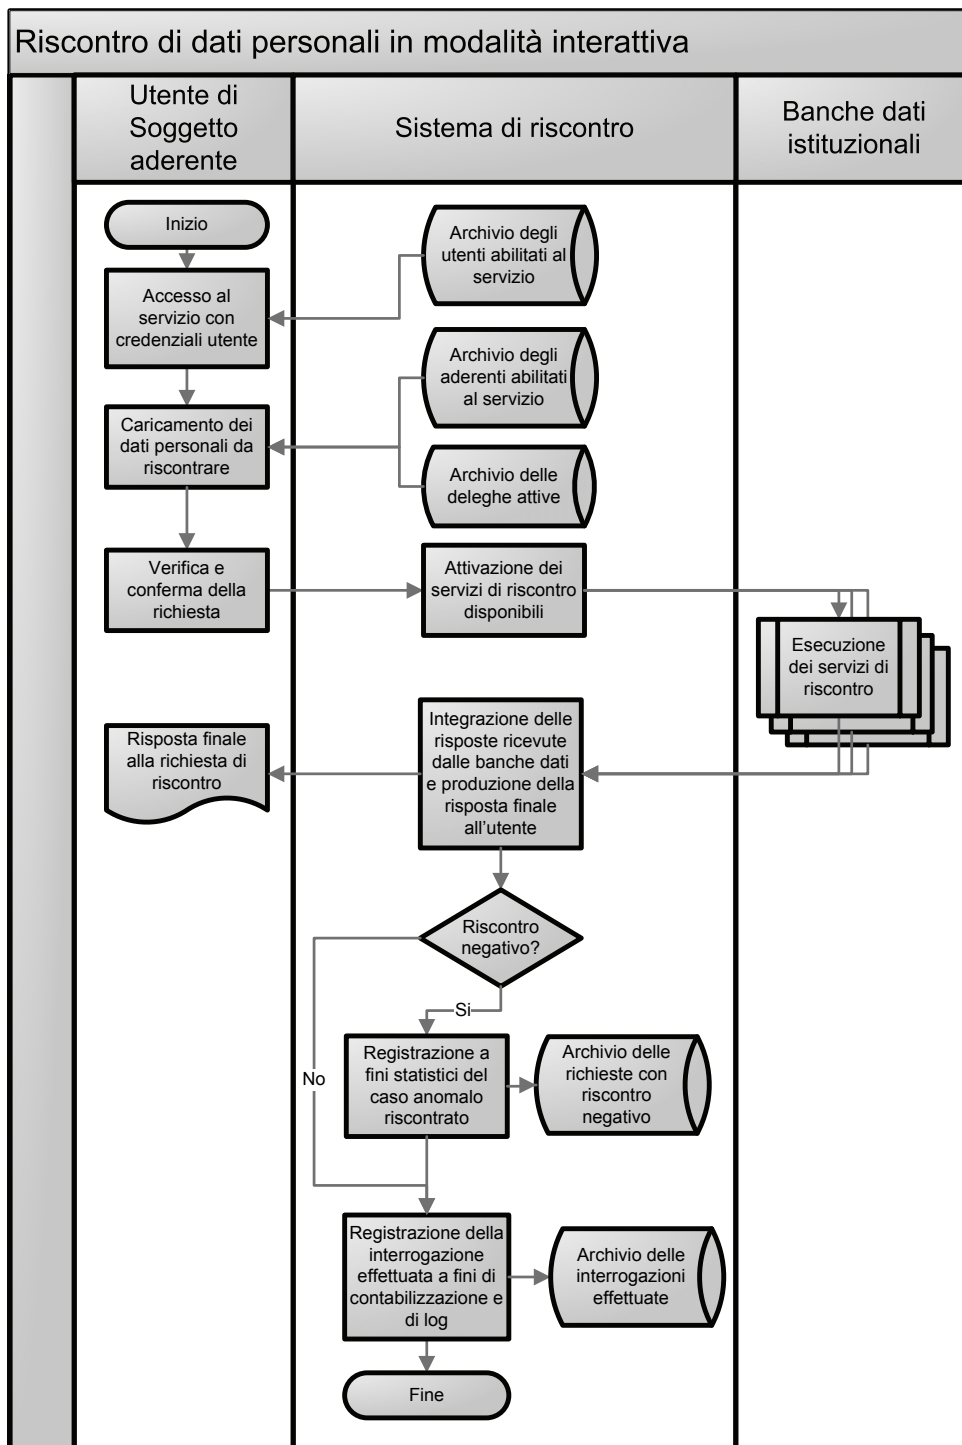 Riscontro di dati personali in modalità interattiva
Utente di
Soggetto
aderente
Sistema di riscontro
Banche dati
istituzionali
Inizio
Archivio degli
utenti abilitati al
servizio
Accesso al
servizio con
credenziali utente
Archivio degli
aderenti abilitati
al servizio
Caricamento dei
dati personali da
riscontrare
Archivio delle
deleghe attive
Verifica e
conferma della
richiesta
Attivazione dei
servizi di riscontro
disponibili
Esecuzione
dei servizi di
riscontro
Risposta finale
alla richiesta di
riscontro
Integrazione delle
risposte ricevute
dalle banche dati
e produzione della
risposta finale
all'utente
Riscontro
negativo?
Si
No
Registrazione a
fini statistici del
caso anomalo
riscontrato
Archivio delle
richieste con
riscontro
negativo
Registrazione della
interrogazione
effettuata a fini di
contabilizzazione e
di log
Archivio delle
interrogazioni
effettuate
Fine